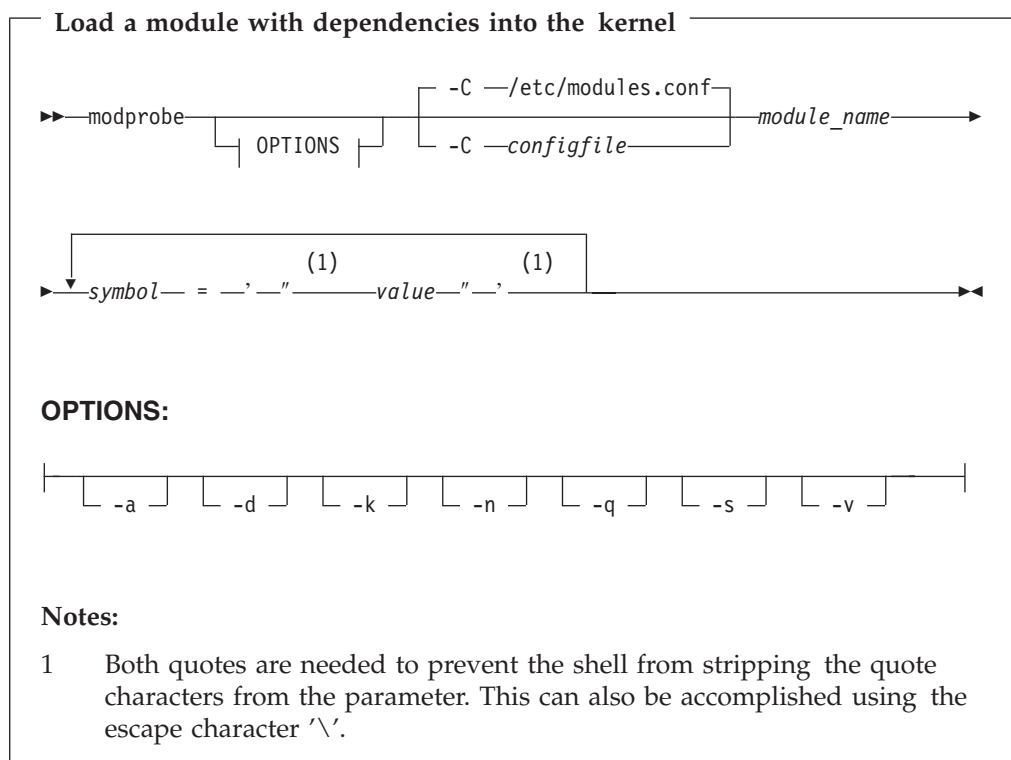 Load a module with dependencies into the kernel
-C /etc/modules.conf
modprobe OPTIONS -C configfile module_name
(1) (1)
symbol = ' " value " '
OPTIONS:
-a -d -k -n -q -s -v
Notes:
1 Both quotes are needed to prevent the shell from stripping the quote
characters from the parameter. This can also be accomplished using the
escape character '\'.